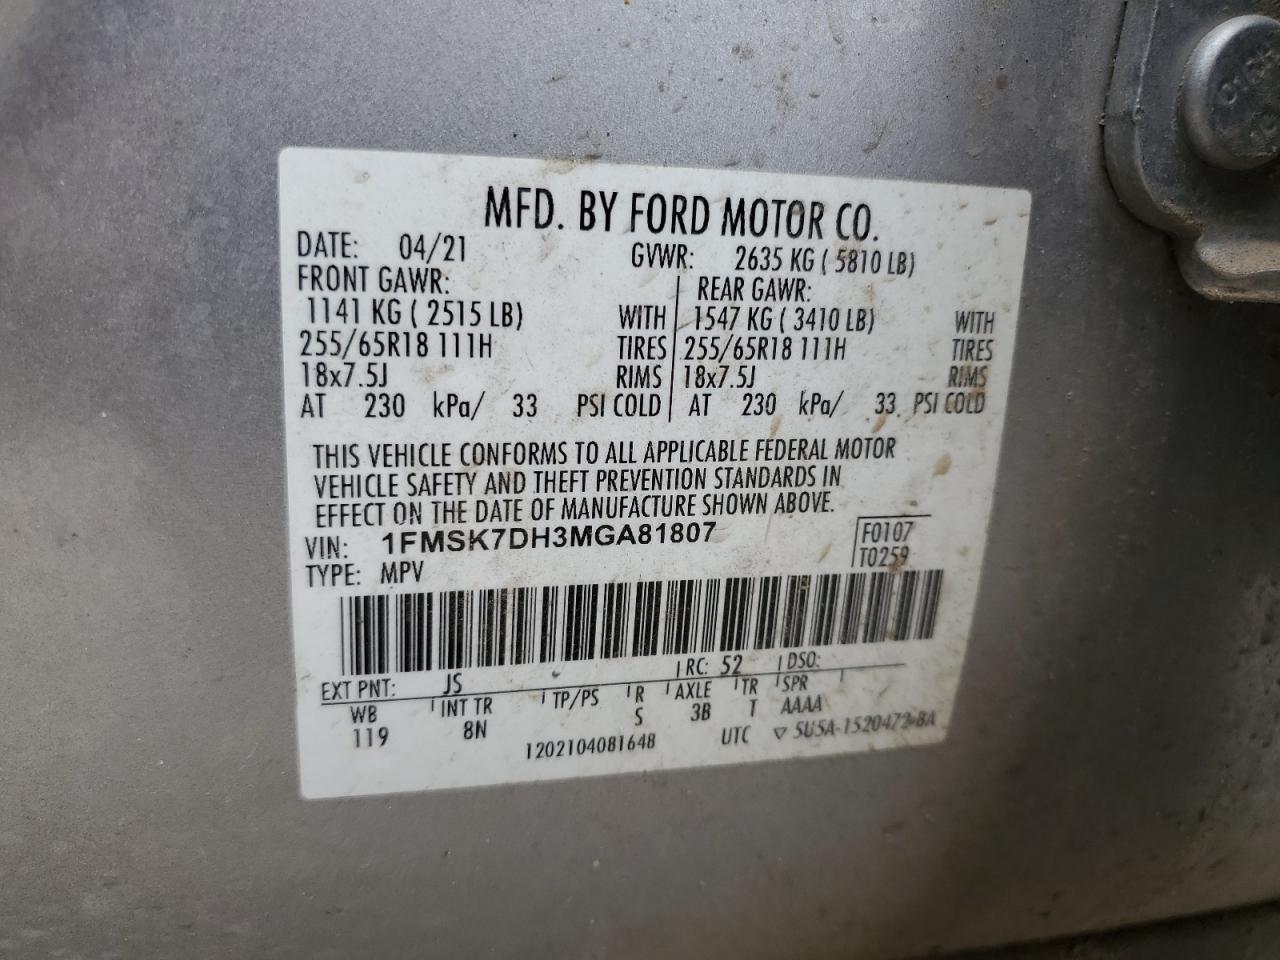 MFD. BY FORD MOTOR CO.
DATE: 04/21 GVWR: 2635 KG ( 5810 LB)
FRONT GAWR: REAR GAWR:
1141 KG ( 2515 LB) WITH 1547 KG ( 3410 LB) WITH
255/65R18 111H TIRES 255/65R18 111H TIRES
18x7.5J RIMS 18x7.5J RIMS
AT 230 kPa/ 33 PSI COLD AT 230 kPa/ 33 PSI COLD
THIS VEHICLE CONFORMS TO ALL APPLICABLE FEDERAL MOTOR
VEHICLE SAFETY AND THEFT PREVENTION STANDARDS IN
EFFECT ON THE DATE OF MANUFACTURE SHOWN ABOVE.
VIN: 1FMSK7DH3MGA81807 F0107
TYPE: MPV T0259
EXT PNT: JS RC: 52 DSO:
WB INT TR TP/PS R AXLE TR SPR
119 8N S 3B T AAAA
1202104081648 UTC ▽ 5U5A-1520472-BA